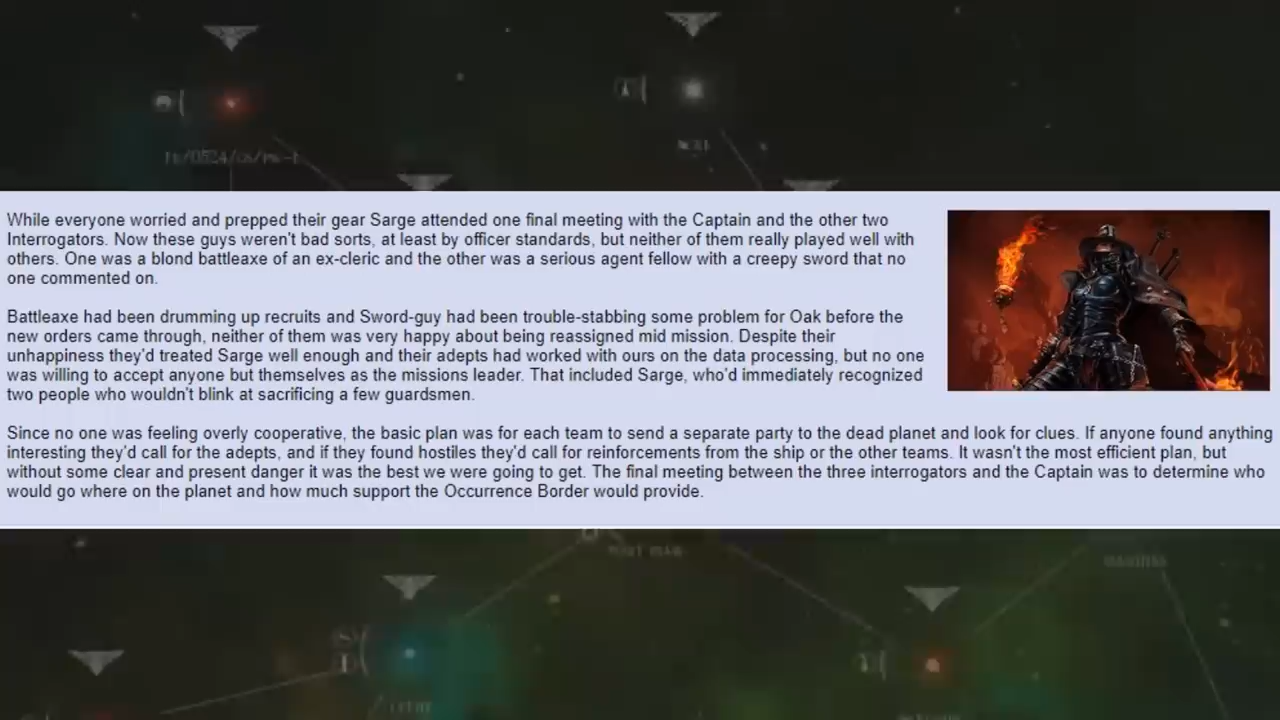 While everyone worried and prepped their gear Sarge attended one final meeting with the Captain and the other two
Interrogators. Now these guys weren't bad sorts, at least by officer standards, but neither of them really played well with
others. One was a blond battleaxe of an ex-cleric and the other was a serious agent fellow with a creepy sword that no
one commented on.
Battleaxe had been drumming up recruits and Sword-guy had been trouble-stabbing some problem for Oak before the
new orders came through, neither of them was very happy about being reassigned mid mission. Despite their
unhappiness they'd treated Sarge well enough and their adepts had worked with ours on the data processing, but no one
was willing to accept anyone but themselves as the missions leader. That included Sarge, who'd immediately recognized
two people who wouldn't blink at sacrificing a few guardsmen.
Since no one was feeling overly cooperative, the basic plan was for each team to send a separate party to the dead planet and look for clues. If anyone found anything
interesting they'd call for the adepts, and if they found hostiles they'd call for reinforcements from the ship or the other teams. It wasn't the most efficient plan, but
without some clear and present danger it was the best we were going to get. The final meeting between the three interrogators and the Captain was to determine who
would go where on the planet and how much support the Occurrence Border would provide.